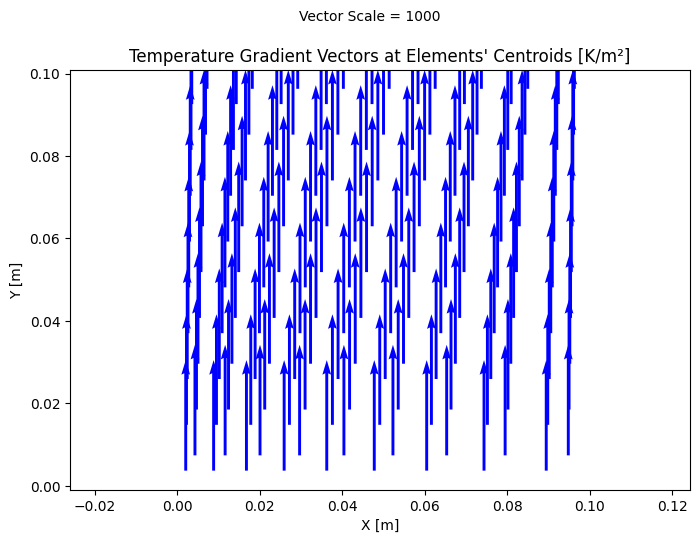 Vector Scale = 1000
Temperature Gradient Vectors at Elements' Centroids [K/m²]
0.10
0.08
0.06
0.04
0.02
0.00
Y [m]
−0.02 0.00 0.02 0.04 0.06 0.08 0.10 0.12
X [m]